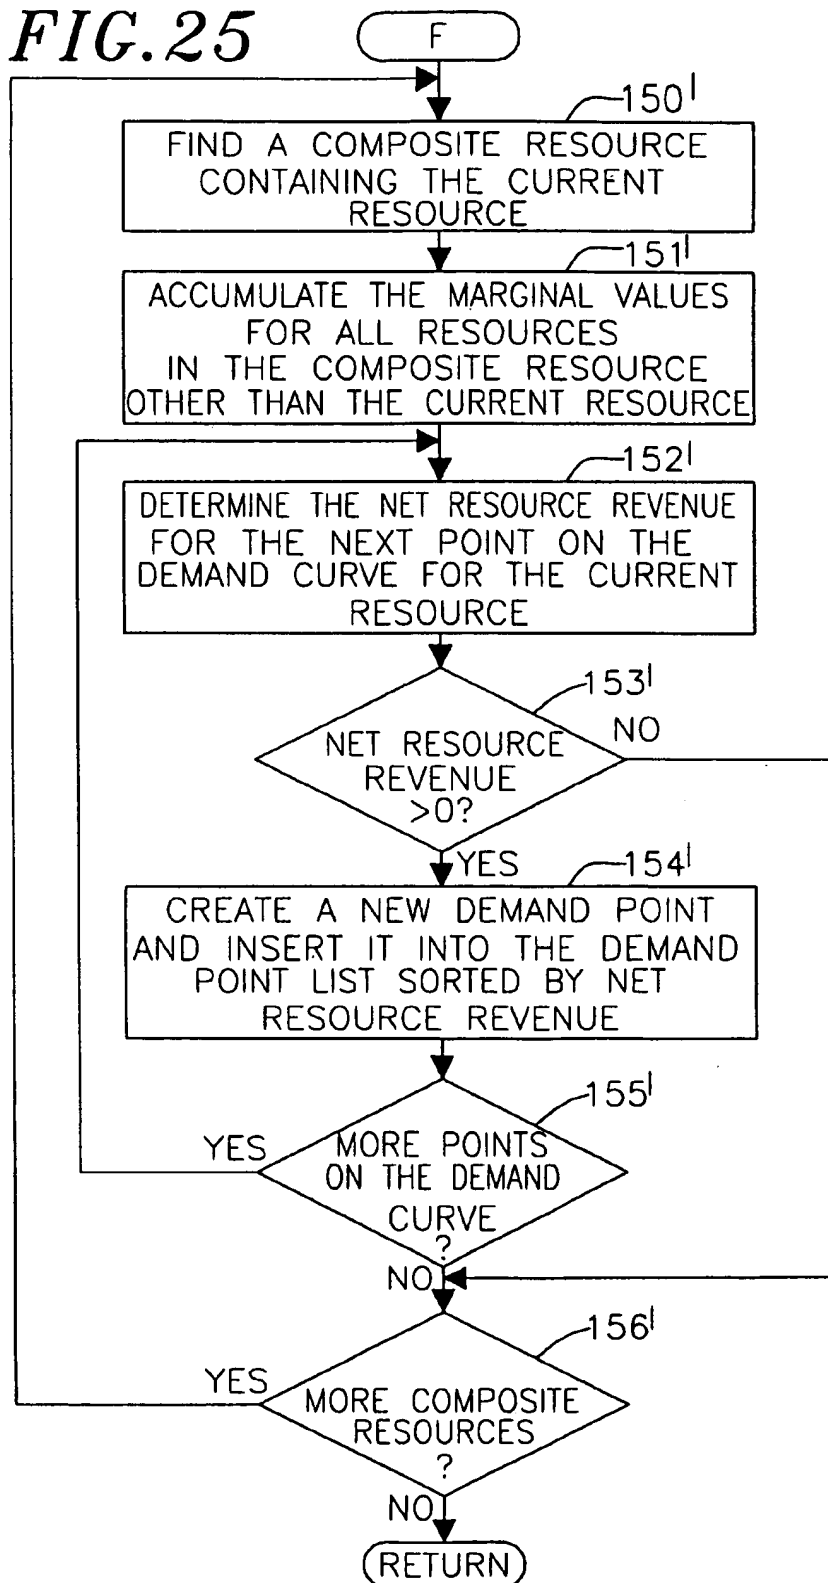 FIG.25
F
150'
FIND A COMPOSITE RESOURCE
CONTAINING THE CURRENT
RESOURCE
151'
ACCUMULATE THE MARGINAL VALUES
FOR ALL RESOURCES
IN THE COMPOSITE RESOURCE
OTHER THAN THE CURRENT RESOURCE
152'
DETERMINE THE NET RESOURCE REVENUE
FOR THE NEXT POINT ON THE
DEMAND CURVE FOR THE CURRENT
RESOURCE
153'
NO
NET RESOURCE
REVENUE
>0?
YES
154'
CREATE A NEW DEMAND POINT
AND INSERT IT INTO THE DEMAND
POINT LIST SORTED BY NET
RESOURCE REVENUE
155'
YES
MORE POINTS
ON THE DEMAND
CURVE
?
NO
156'
YES
MORE COMPOSITE
RESOURCES
?
NO
RETURN